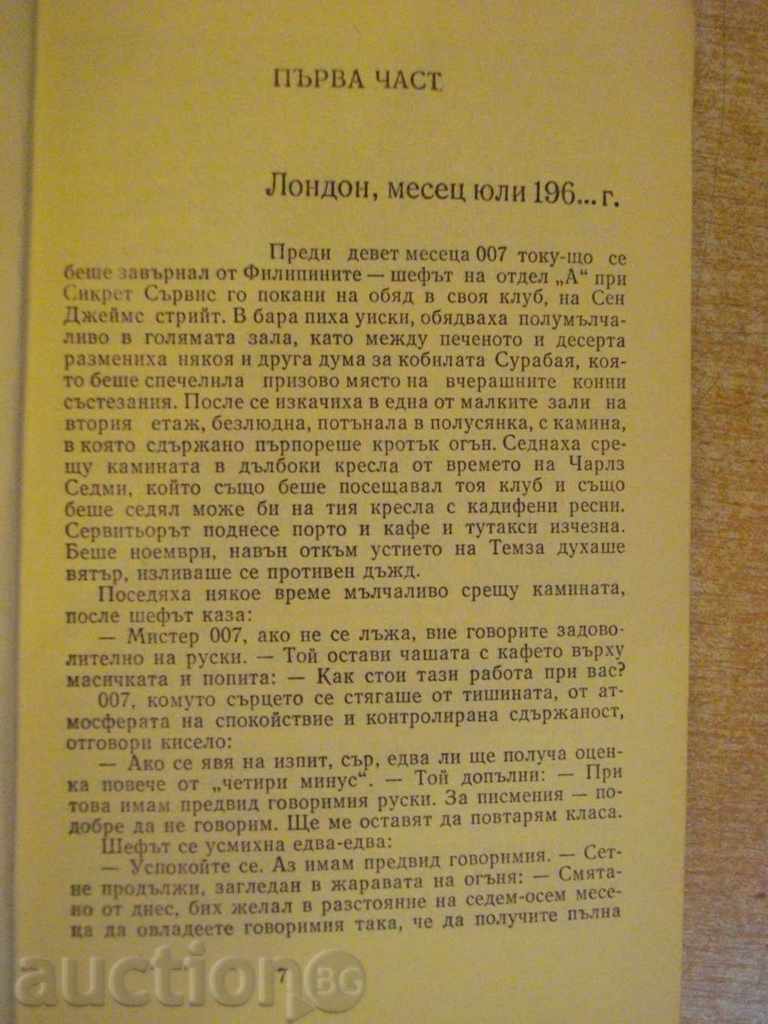 ПЪРВА ЧАСТ
Лондон, месец юли 196...г.
Преди девет месеца 007 току-що се
беше завърнал от Филипините — шефът на отдел „А“ при
Сикрет Сървис го покани на обяд в своя клуб, на Сен
Джеймс стрийт. В бара пиха уиски, обядваха полумълча-
ливо в голямата зала, като между печеното и десерта
размениха някоя и друга дума за кобилата Сурабая, коя-
то беше спечелила призово място на вчерашните конни
състезания. После се изкачиха в една от малките зали на
втория етаж, безлюдна, потънала в полусянка, с камина,
в която сдържано пърпореше кротък огън. Седнаха сре-
щу камината в дълбоки кресла от времето на Чарлз
Седми, който също беше посещавал тоя клуб и също
беше седял може би на тия кресла с кадифени ресни.
Сервитьорът поднесе порто и кафе и тутакси изчезна.
Беше ноември, навън откъм устието на Темза духаше
вятър, изливаше се противен дъжд.
Поседяха някое време мълчаливо срещу камината,
после шефът каза:
— Мистер 007, ако не се лъжа, вие говорите задово-
лително на руски. — Той остави чашата с кафето върху
масичката и попита: — Как стои тази работа при вас?
007, комуто сърцето се стягаше от тишината, от ат-
мосферата на спокойствие и контролирана сдържаност,
отговори кисело:
— Ако се явя на изпит, сър, едва ли ще получа оцен-
ка повече от „четири минус“. — Той допълни: — При
това имам предвид говоримия руски. За писмения — по-
добре да не говорим. Ще ме оставят да повтарям класа.
Шефът се усмихна едва-едва:
— Успокойте се. Аз имам предвид говоримия. — Сет-
не продължи, загледан в жаравата на огъня: — Смята-
но от днес, бих желал в разстояние на седем-осем месе-
ца да овладеете говоримия така, че да получите пълна
7
auction BG